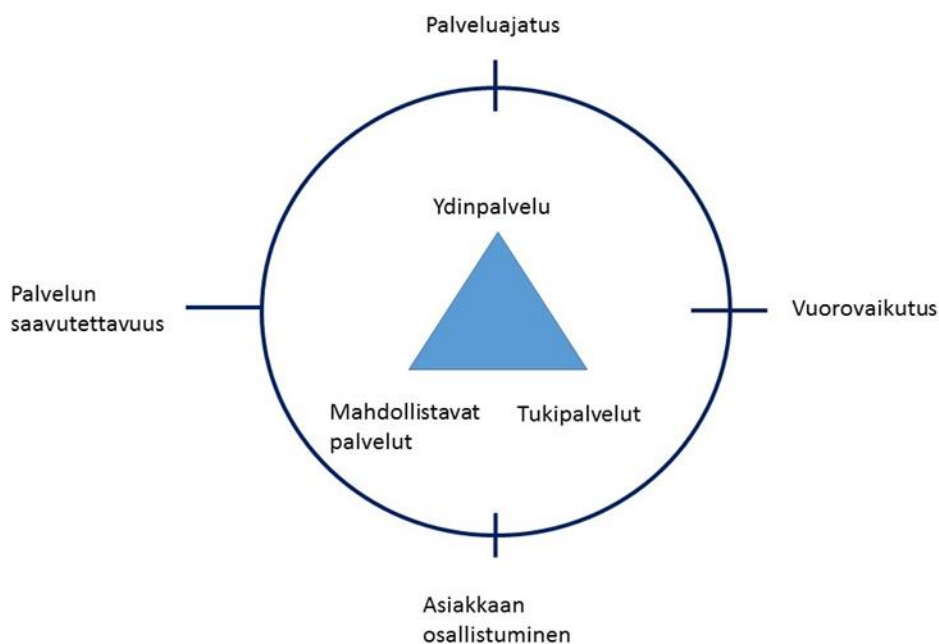 Palveluajatus
Ydinpalvelu
Palvelun
saavutettavuus
Vuorovaikutus
Mahdollistavat
palvelut
Tukipalvelut
Asiakkaan
osallistuminen